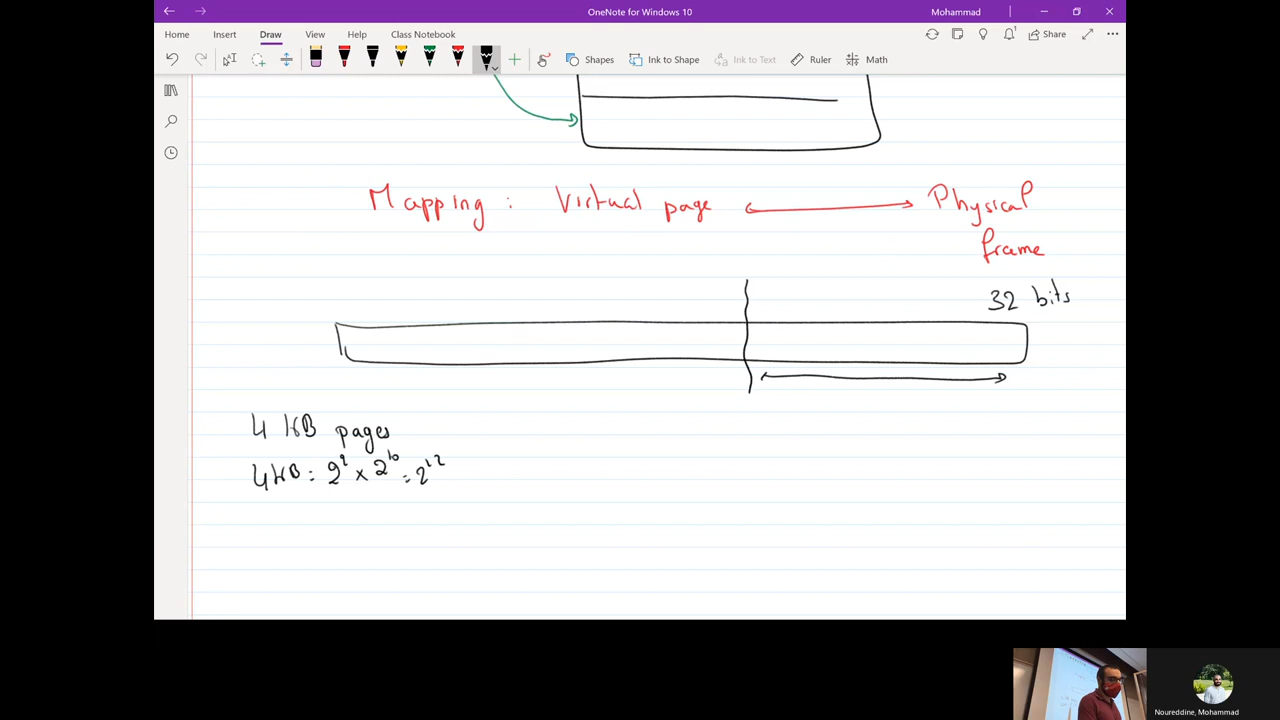 OneNote for Windows 10
Mohammad
Home Insert Draw View Help Class Notebook
Share
Shapes Ink to Shape Ink to Text Ruler Math
Mapping : Virtual page ⟷ Physical
frame
32 bits
4 KB pages
4KB = 2² × 2¹⁰ = 2¹²
Noureddine, Mohammad